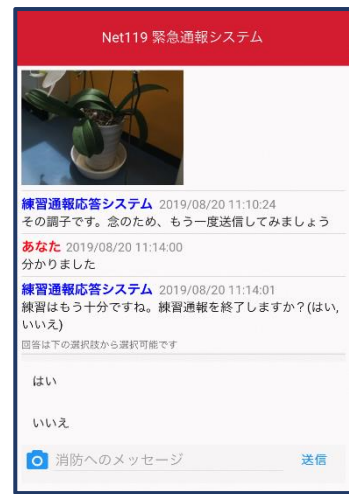 Net119 緊急通報システム
練習通報応答システム 2019/08/20 11:10:24
その調子です。念のため、もう一度送信してみましょう
あなた 2019/08/20 11:14:00
分かりました
練習通報応答システム 2019/08/20 11:14:01
練習はもう十分ですね。練習通報を終了しますか？(はい,
いいえ)
回答は下の選択肢から選択可能です
はい
いいえ
消防へのメッセージ 送信